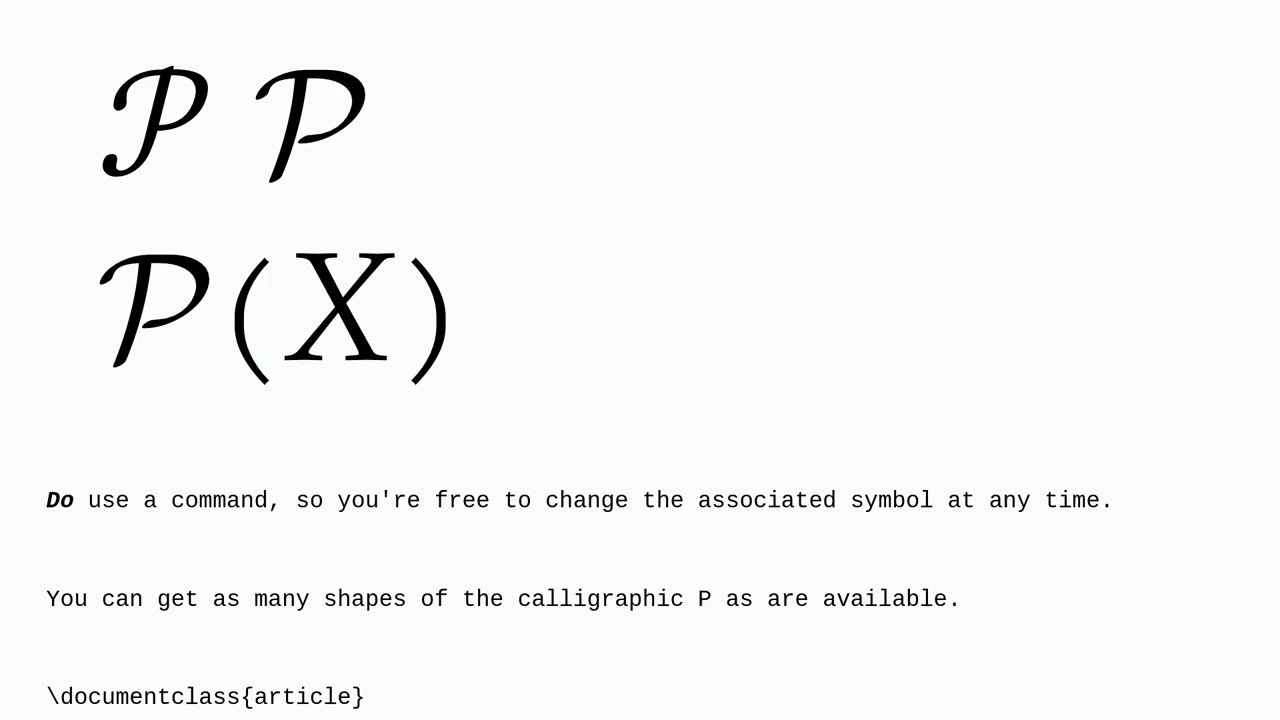 𝒫 𝒫
𝒫(X)
Do use a command, so you're free to change the associated symbol at any time.
You can get as many shapes of the calligraphic P as are available.
\documentclass{article}